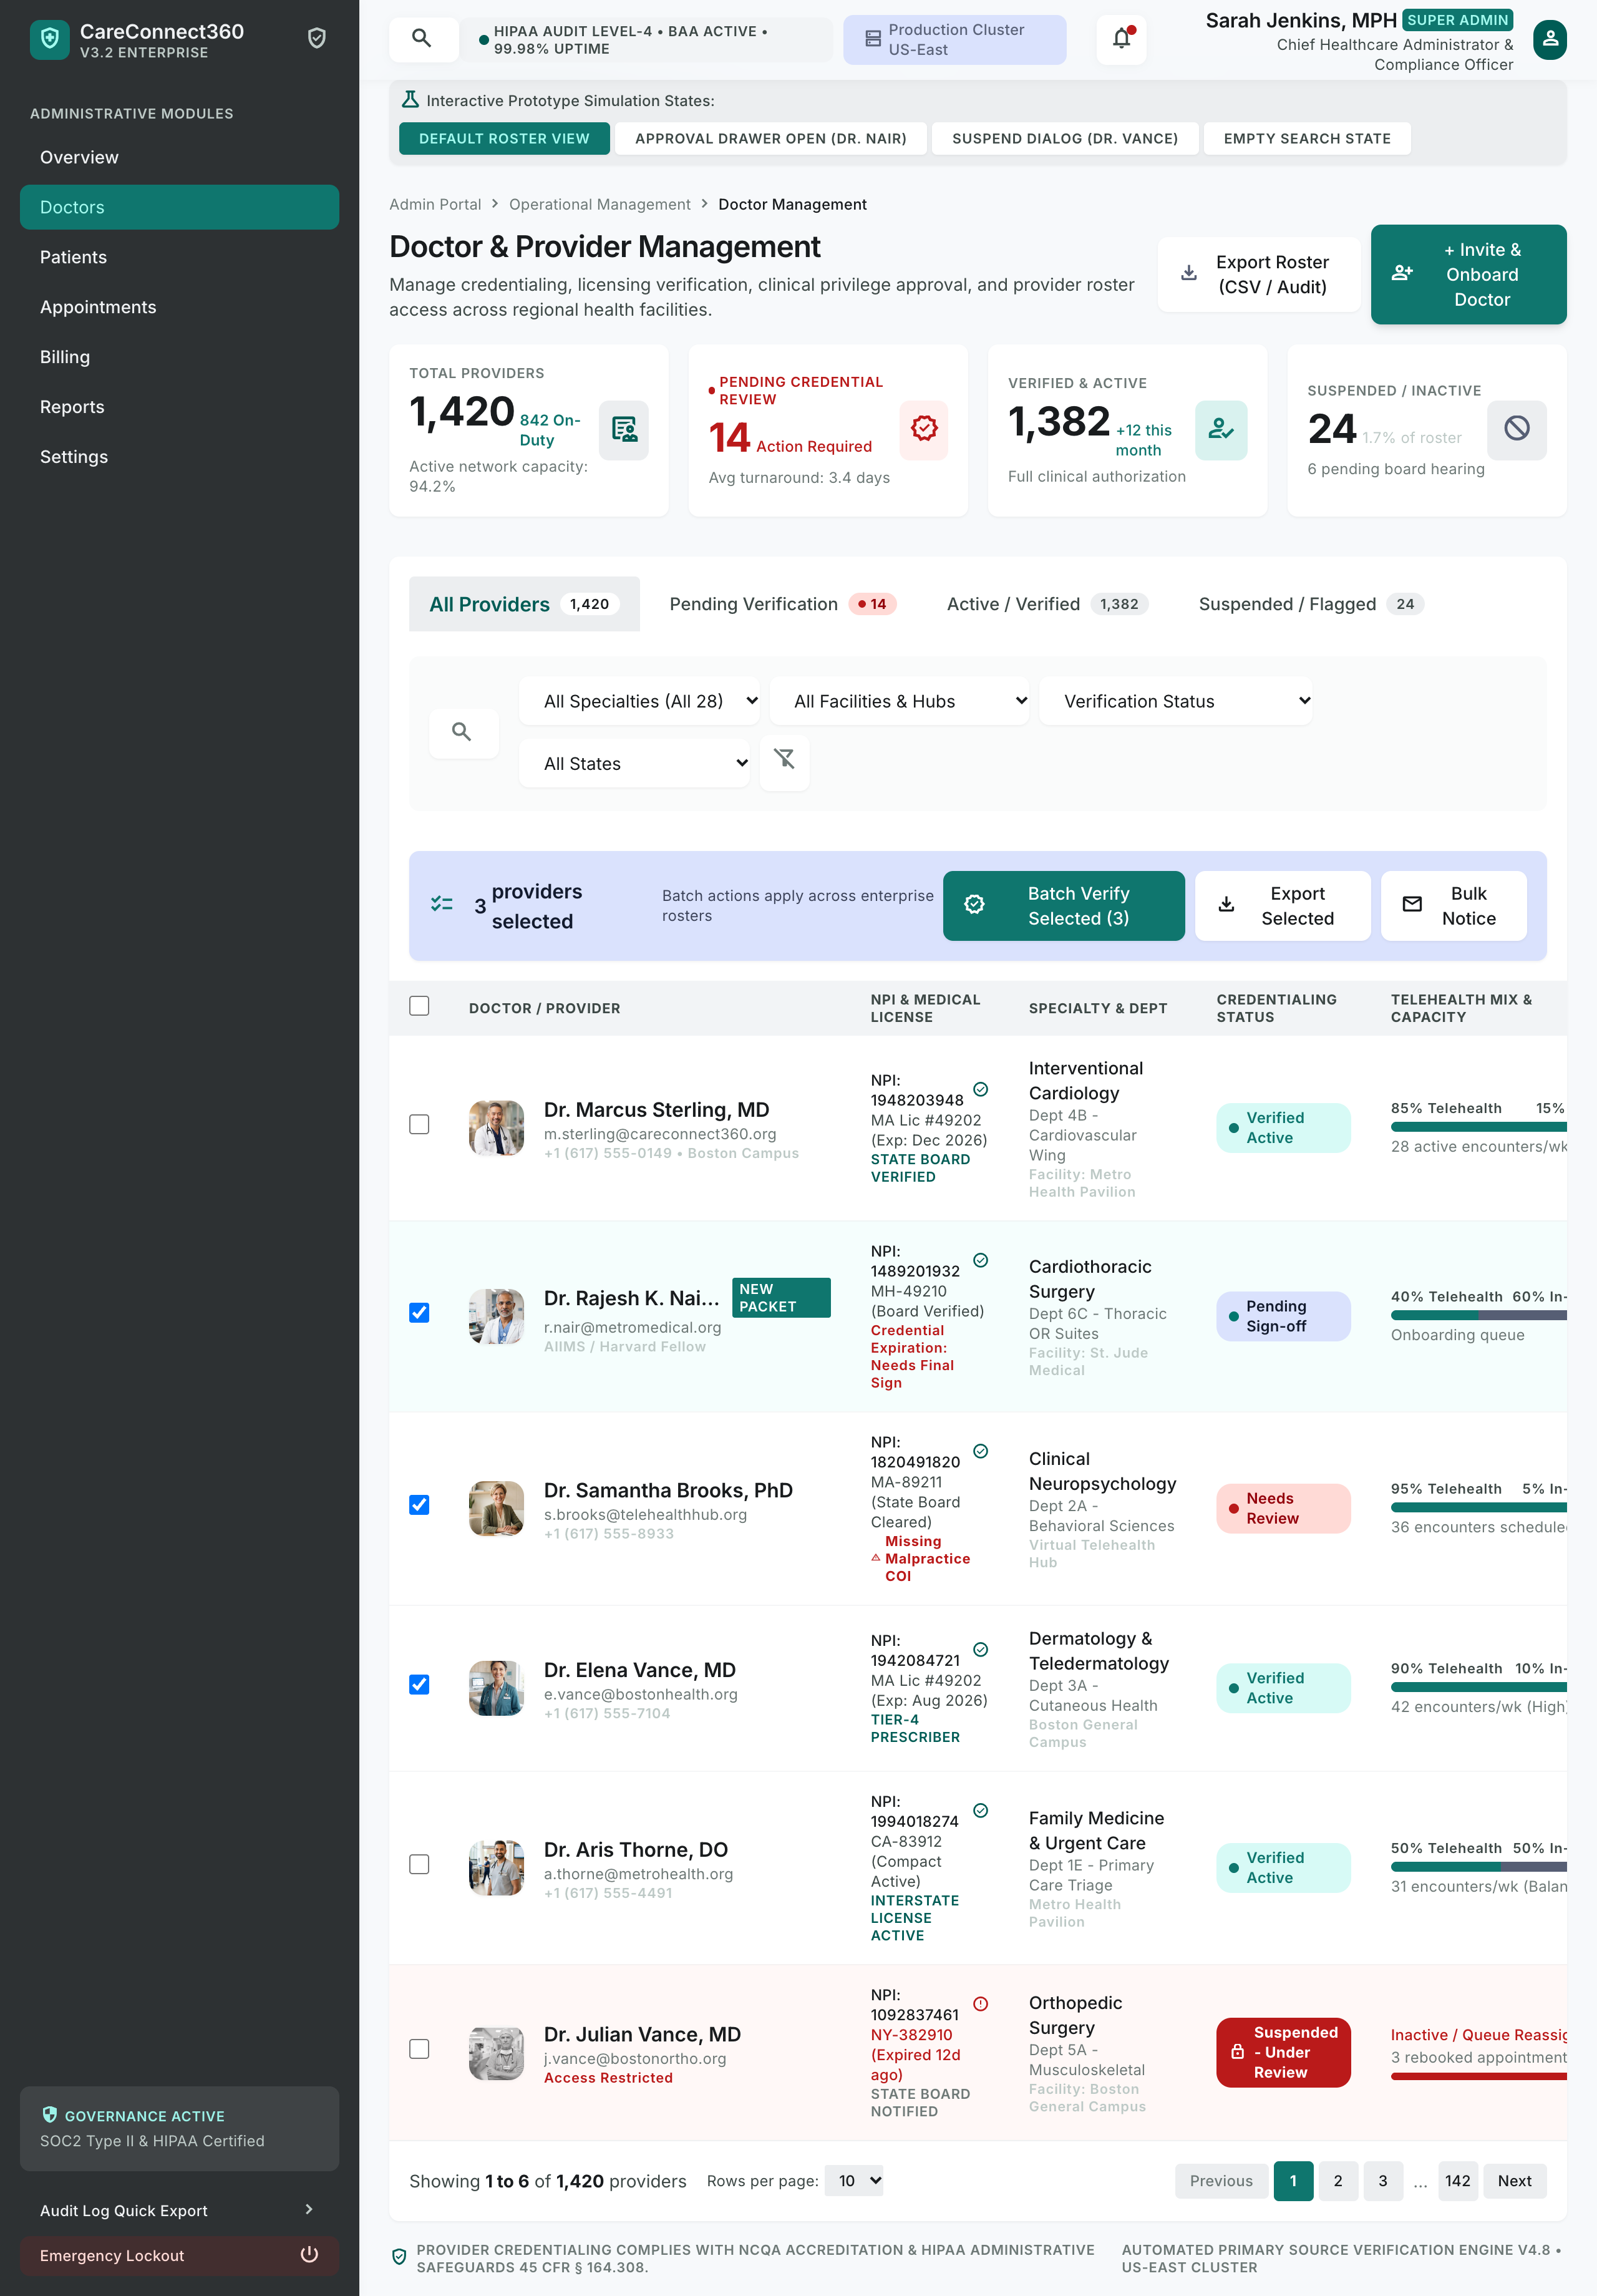 CareConnect360
V3.2 ENTERPRISE
ADMINISTRATIVE MODULES
Overview
Doctors
Patients
Appointments
Billing
Reports
Settings
GOVERNANCE ACTIVE
SOC2 Type II & HIPAA Certified
Audit Log Quick Export
Emergency Lockout
HIPAA AUDIT LEVEL-4 • BAA ACTIVE •
99.98% UPTIME
Production Cluster
US-East
Sarah Jenkins, MPH SUPER ADMIN
Chief Healthcare Administrator &
Compliance Officer
Interactive Prototype Simulation States:
DEFAULT ROSTER VIEW APPROVAL DRAWER OPEN (DR. NAIR) SUSPEND DIALOG (DR. VANCE) EMPTY SEARCH STATE
Admin Portal Operational Management Doctor Management
Doctor & Provider Management
Manage credentialing, licensing verification, clinical privilege approval, and provider roster
access across regional health facilities.
Export Roster
(CSV / Audit)
+ Invite &
Onboard
Doctor
TOTAL PROVIDERS
1,420 842 On-
Duty
Active network capacity:
94.2%
PENDING CREDENTIAL
REVIEW
14 Action Required
Avg turnaround: 3.4 days
VERIFIED & ACTIVE
1,382 +12 this
month
Full clinical authorization
SUSPENDED / INACTIVE
24 1.7% of roster
6 pending board hearing
All Providers 1,420 Pending Verification 14 Active / Verified 1,382 Suspended / Flagged 24
All Specialties (All 28) All Facilities & Hubs Verification Status
All States
3 providers
selected
Batch actions apply across enterprise
rosters
Batch Verify
Selected (3)
Export
Selected
Bulk
Notice
DOCTOR / PROVIDER
NPI & MEDICAL
LICENSE
SPECIALTY & DEPT
CREDENTIALING
STATUS
TELEHEALTH MIX &
CAPACITY
Dr. Marcus Sterling, MD
m.sterling@careconnect360.org
+1 (617) 555-0149 • Boston Campus
NPI:
1948203948
MA Lic #49202
(Exp: Dec 2026)
STATE BOARD
VERIFIED
Interventional
Cardiology
Dept 4B -
Cardiovascular
Wing
Facility: Metro
Health Pavilion
Verified
Active
85% Telehealth 15%
28 active encounters/wk
Dr. Rajesh K. Nai... NEW
PACKET
r.nair@metromedical.org
AIIMS / Harvard Fellow
NPI:
1489201932
MH-49210
(Board Verified)
Credential
Expiration:
Needs Final
Sign
Cardiothoracic
Surgery
Dept 6C - Thoracic
OR Suites
Facility: St. Jude
Medical
Pending
Sign-off
40% Telehealth 60% In-
Onboarding queue
Dr. Samantha Brooks, PhD
s.brooks@telehealthhub.org
+1 (617) 555-8933
NPI:
1820491820
MA-89211
(State Board
Cleared)
Missing
Malpractice
COI
Clinical
Neuropsychology
Dept 2A -
Behavioral Sciences
Virtual Telehealth
Hub
Needs
Review
95% Telehealth 5% In-
36 encounters schedule
Dr. Elena Vance, MD
e.vance@bostonhealth.org
+1 (617) 555-7104
NPI:
1942084721
MA Lic #49202
(Exp: Aug 2026)
TIER-4
PRESCRIBER
Dermatology &
Teledermatology
Dept 3A -
Cutaneous Health
Boston General
Campus
Verified
Active
90% Telehealth 10% In-
42 encounters/wk (High)
Dr. Aris Thorne, DO
a.thorne@metrohealth.org
+1 (617) 555-4491
NPI:
1994018274
CA-83912
(Compact
Active)
INTERSTATE
LICENSE
ACTIVE
Family Medicine
& Urgent Care
Dept 1E - Primary
Care Triage
Metro Health
Pavilion
Verified
Active
50% Telehealth 50% In-
31 encounters/wk (Balan
Dr. Julian Vance, MD
j.vance@bostonortho.org
Access Restricted
NPI:
1092837461
NY-382910
(Expired 12d
ago)
STATE BOARD
NOTIFIED
Orthopedic
Surgery
Dept 5A -
Musculoskeletal
Facility: Boston
General Campus
Suspended
- Under
Review
Inactive / Queue Reassig
3 rebooked appointment
Showing 1 to 6 of 1,420 providers Rows per page: 10 Previous 1 2 3 ... 142 Next
PROVIDER CREDENTIALING COMPLIES WITH NCQA ACCREDITATION & HIPAA ADMINISTRATIVE
SAFEGUARDS 45 CFR § 164.308.
AUTOMATED PRIMARY SOURCE VERIFICATION ENGINE V4.8 •
US-EAST CLUSTER